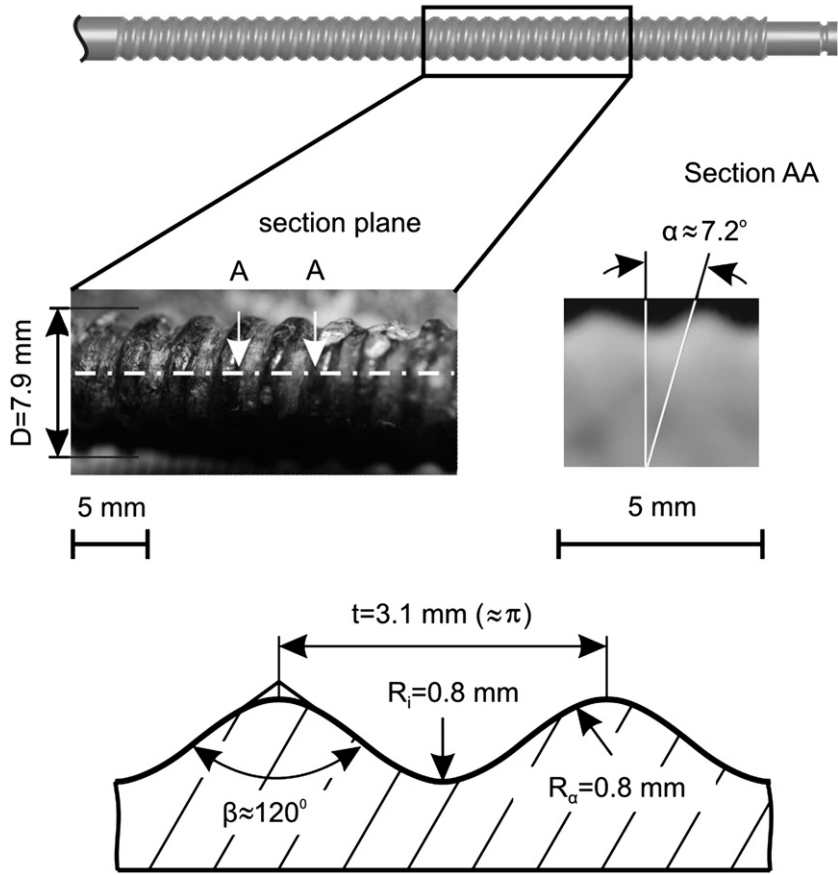 Section AA
section plane
α≈7.2°
A A
D=7.9 mm
5 mm
5 mm
t=3.1 mm (≈π)
Rᵢ=0.8 mm
Rα=0.8 mm
β≈120⁰